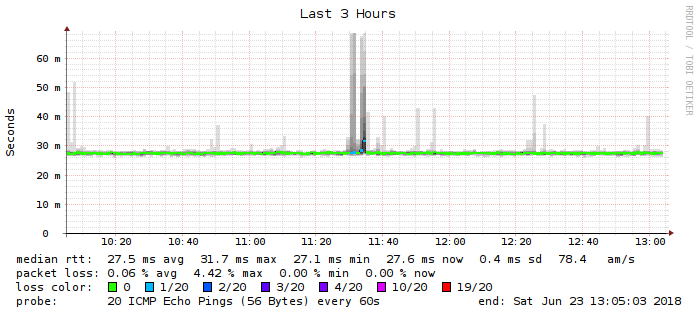 Last 3 Hours
RRDTOOL / TOBI OETIKER
Seconds
60 m
50 m
40 m
30 m
20 m
10 m
0
10:20 10:40 11:00 11:20 11:40 12:00 12:20 12:40 13:00
median rtt: 27.5 ms avg 31.7 ms max 27.1 ms min 27.6 ms now 0.4 ms sd 78.4 am/s
packet loss: 0.06 % avg 4.42 % max 0.00 % min 0.00 % now
loss color: 0 1/20 2/20 3/20 4/20 10/20 19/20
probe: 20 ICMP Echo Pings (56 Bytes) every 60s end: Sat Jun 23 13:05:03 2018